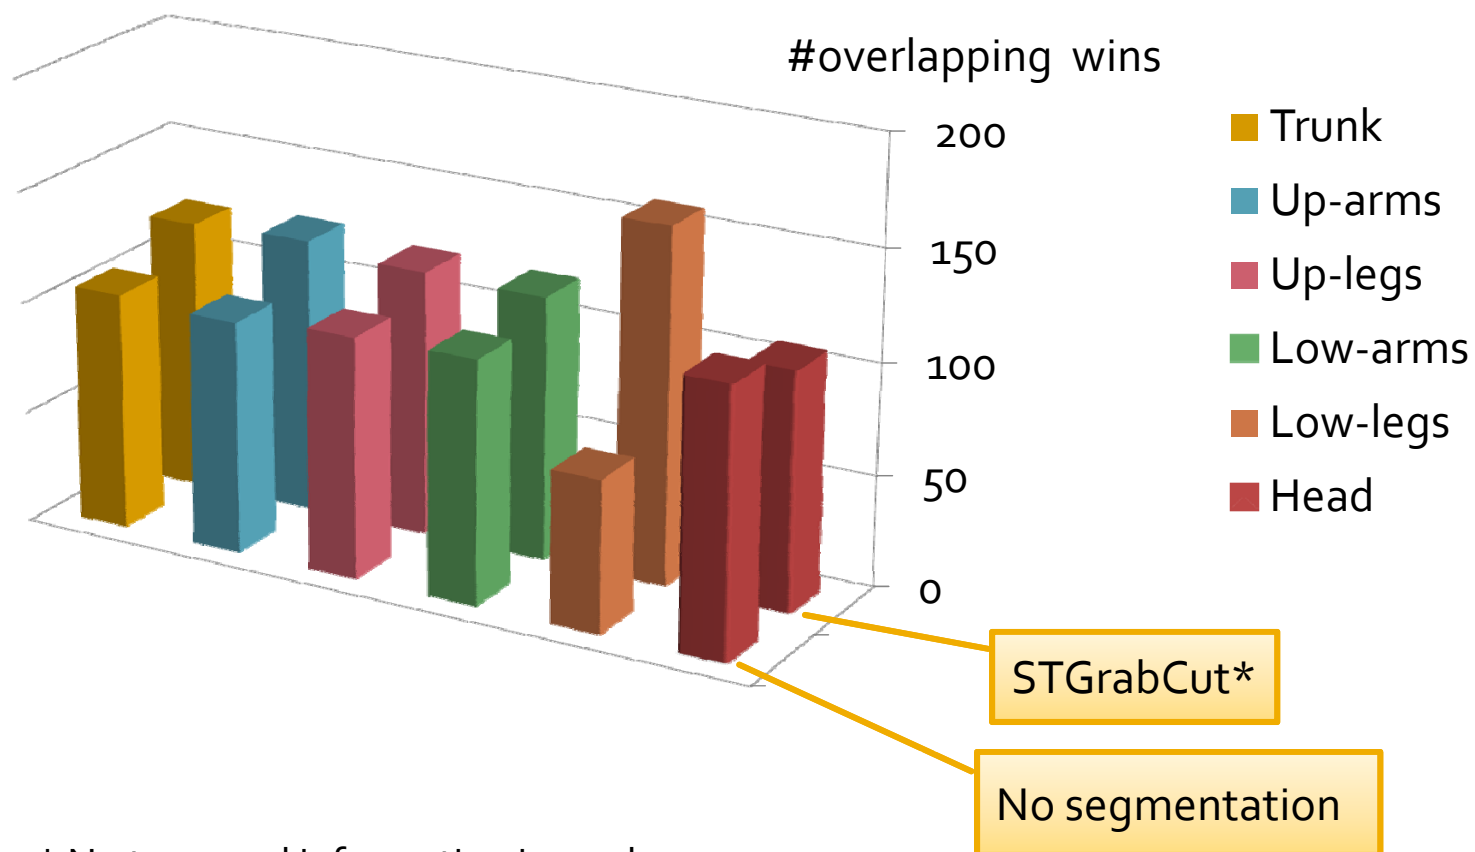 #overlapping wins
200
150
100
50
0
Trunk
Up-arms
Up-legs
Low-arms
Low-legs
Head
STGrabCut*
No segmentation